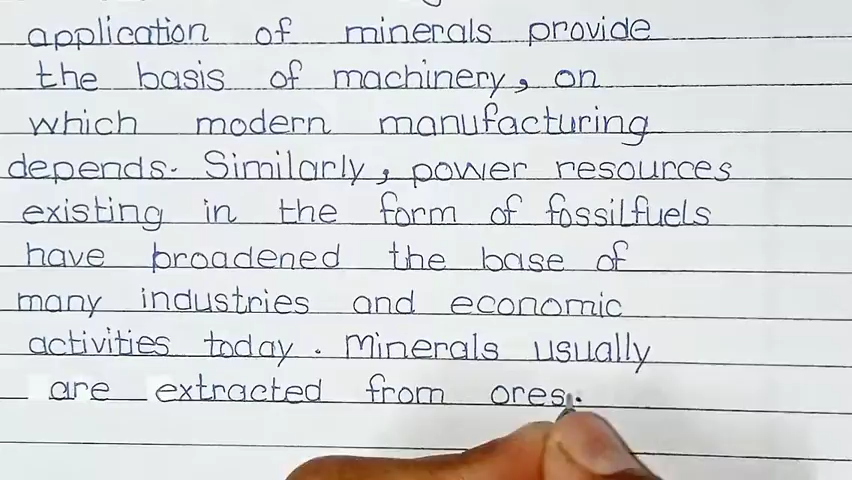 application of minerals provide
the basis of machinery, on
which modern manufacturing
depends. Similarly, power resources
existing in the form of fossilfuels
have broadened the base of
many industries and economic
activities today. Minerals usually
are extracted from ores.